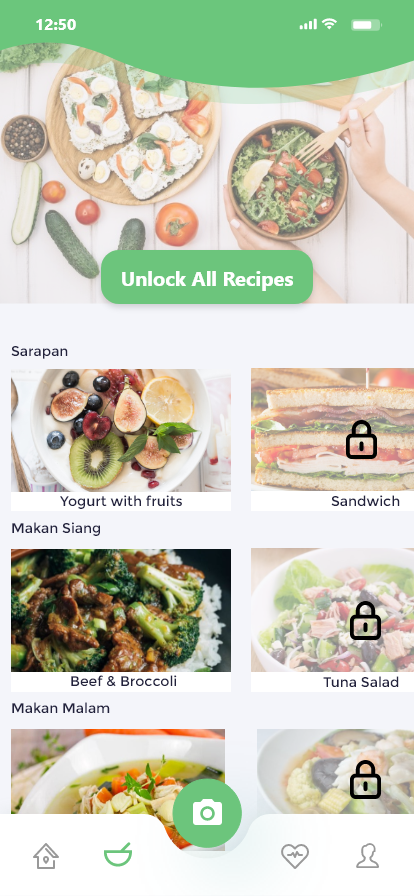 12:50
Unlock All Recipes
Sarapan
Yogurt with fruits
Sandwich
Makan Siang
Beef & Broccoli
Tuna Salad
Makan Malam